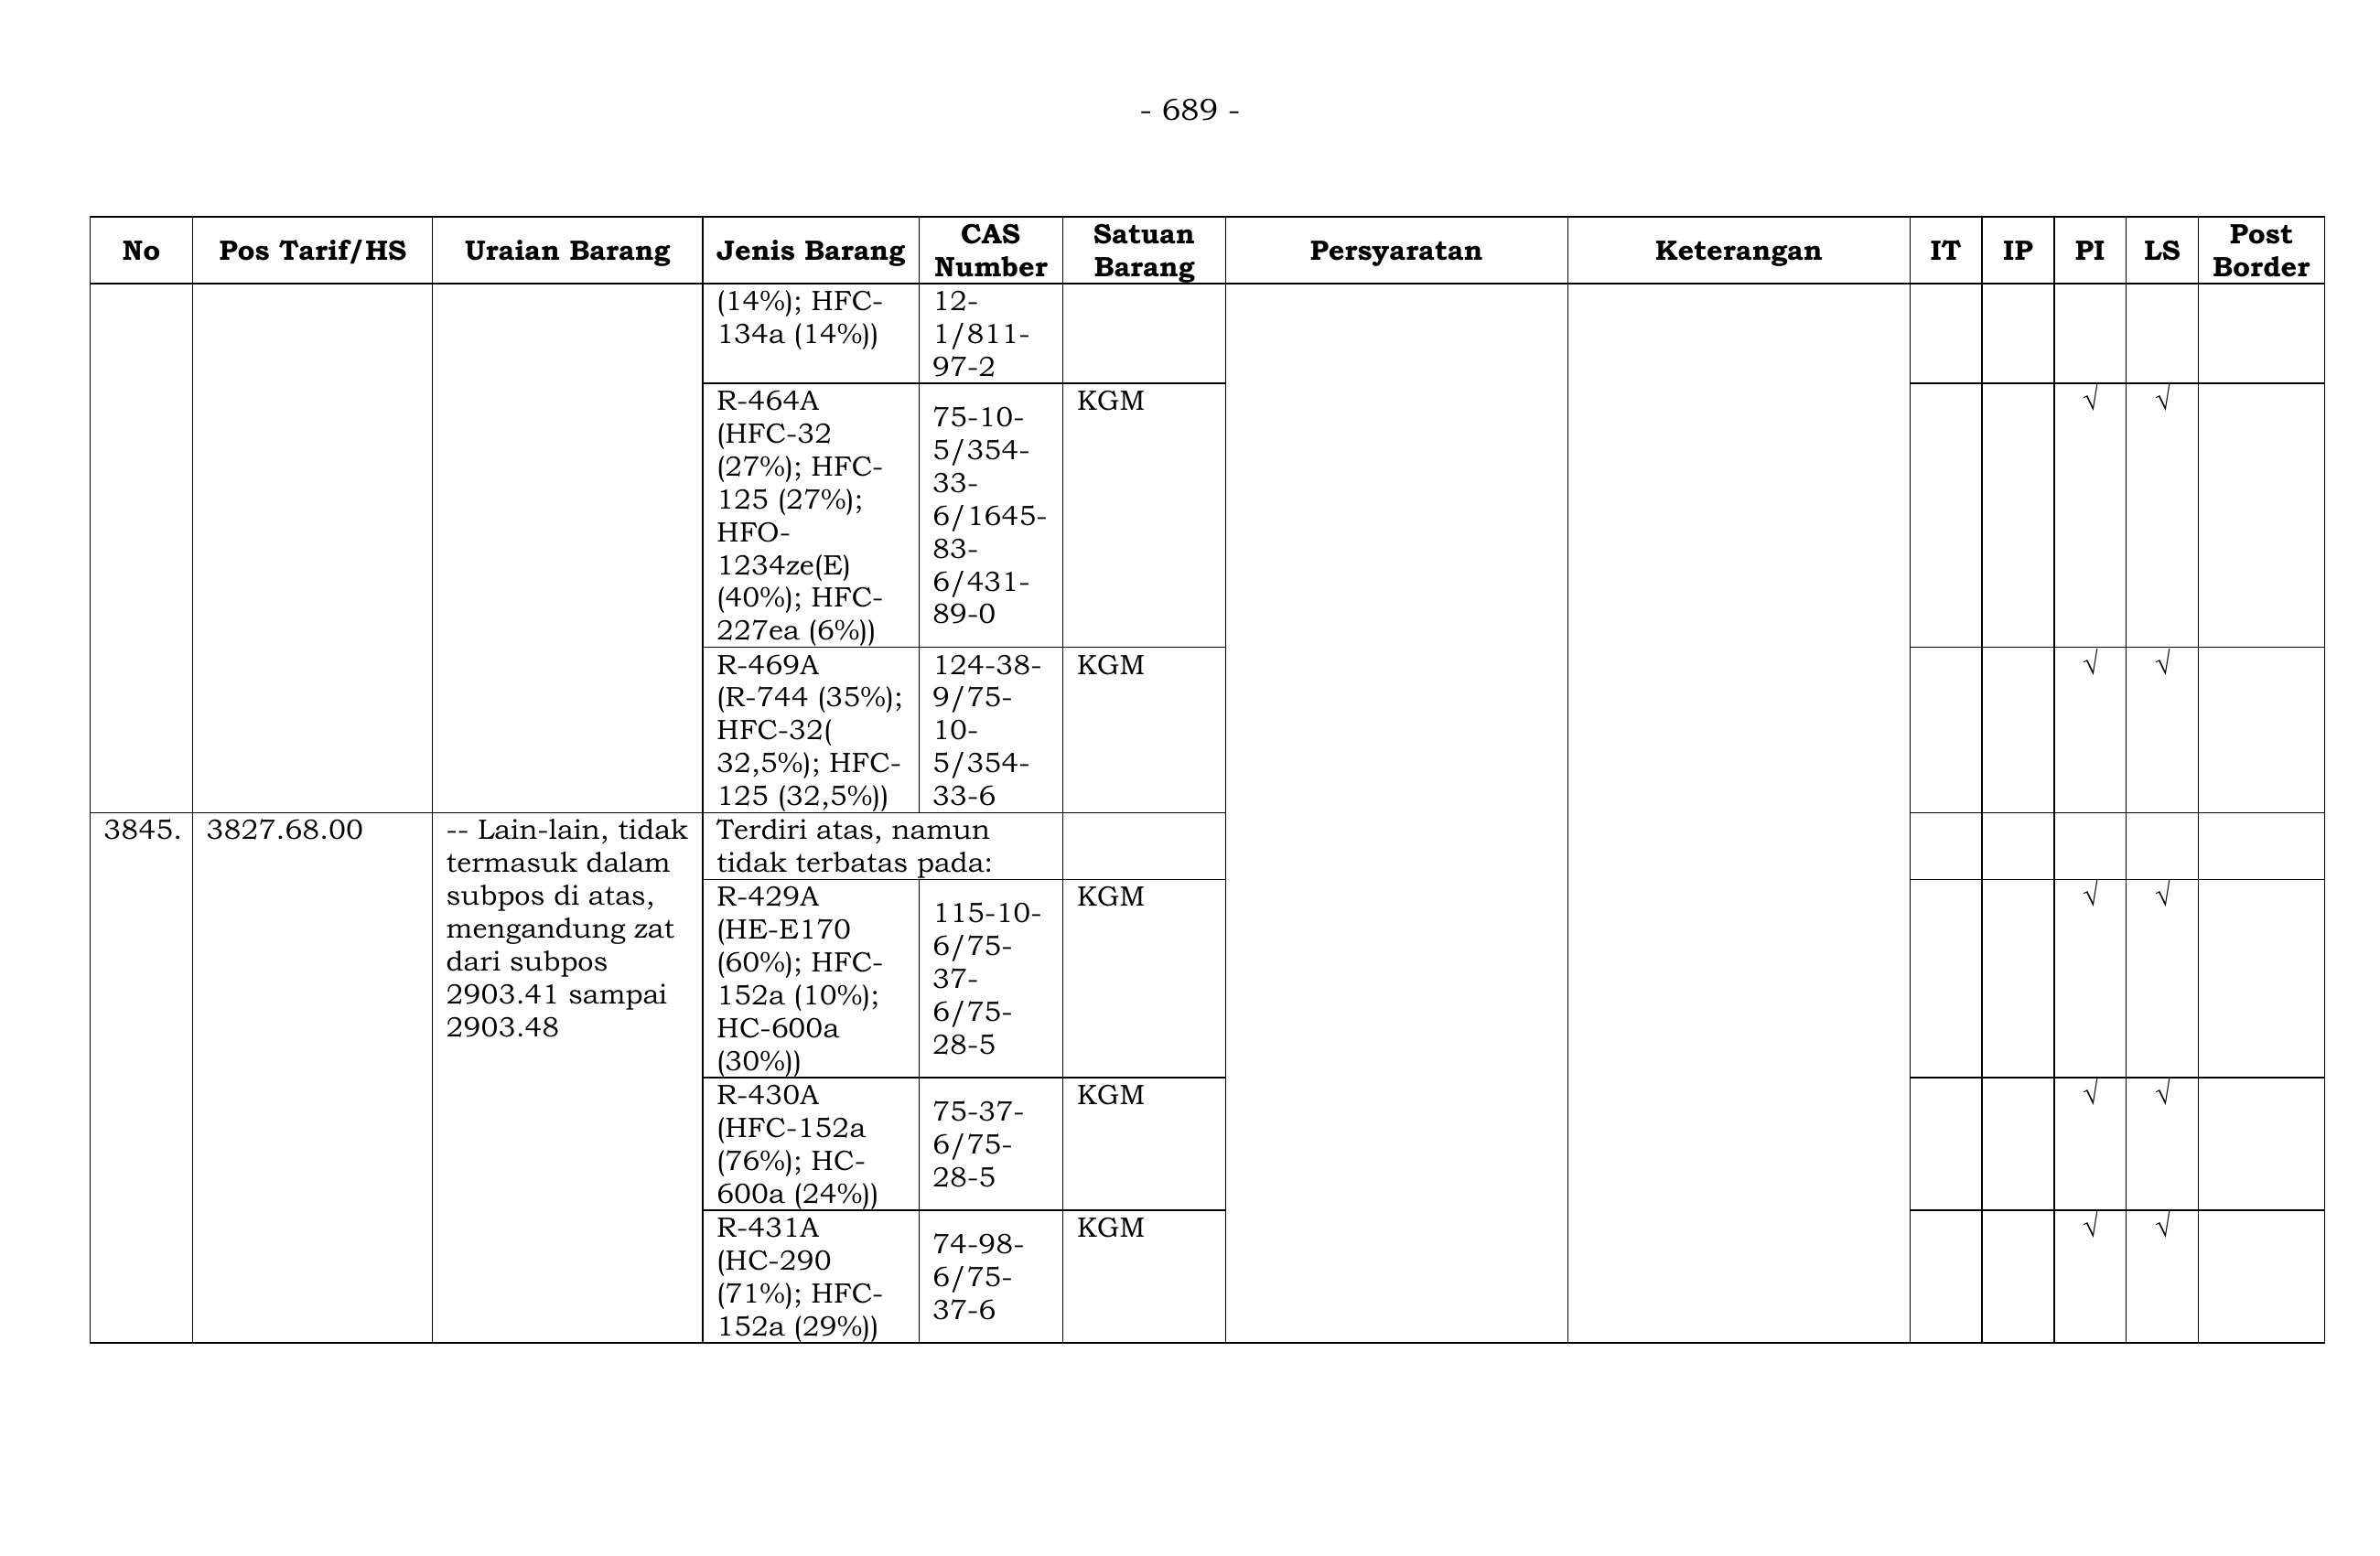 - 689 -
No Pos Tarif/HS Uraian Barang Jenis Barang CAS Number Satuan Barang Persyaratan Keterangan IT IP PI LS Post Border
(14%); HFC-
134a (14%))
12-
1/811-
97-2
R-464A
(HFC-32
(27%); HFC-
125 (27%);
HFO-
1234ze(E)
(40%); HFC-
227ea (6%))
75-10-
5/354-
33-
6/1645-
83-
6/431-
89-0
KGM
√ √
R-469A
(R-744 (35%);
HFC-32(
32,5%); HFC-
125 (32,5%))
124-38-
9/75-
10-
5/354-
33-6
KGM
√ √
3845.
3827.68.00
-- Lain-lain, tidak
termasuk dalam
subpos di atas,
mengandung zat
dari subpos
2903.41 sampai
2903.48
Terdiri atas, namun
tidak terbatas pada:
R-429A
(HE-E170
(60%); HFC-
152a (10%);
HC-600a
(30%))
115-10-
6/75-
37-
6/75-
28-5
KGM
√ √
R-430A
(HFC-152a
(76%); HC-
600a (24%))
75-37-
6/75-
28-5
KGM
√ √
R-431A
(HC-290
(71%); HFC-
152a (29%))
74-98-
6/75-
37-6
KGM
√ √